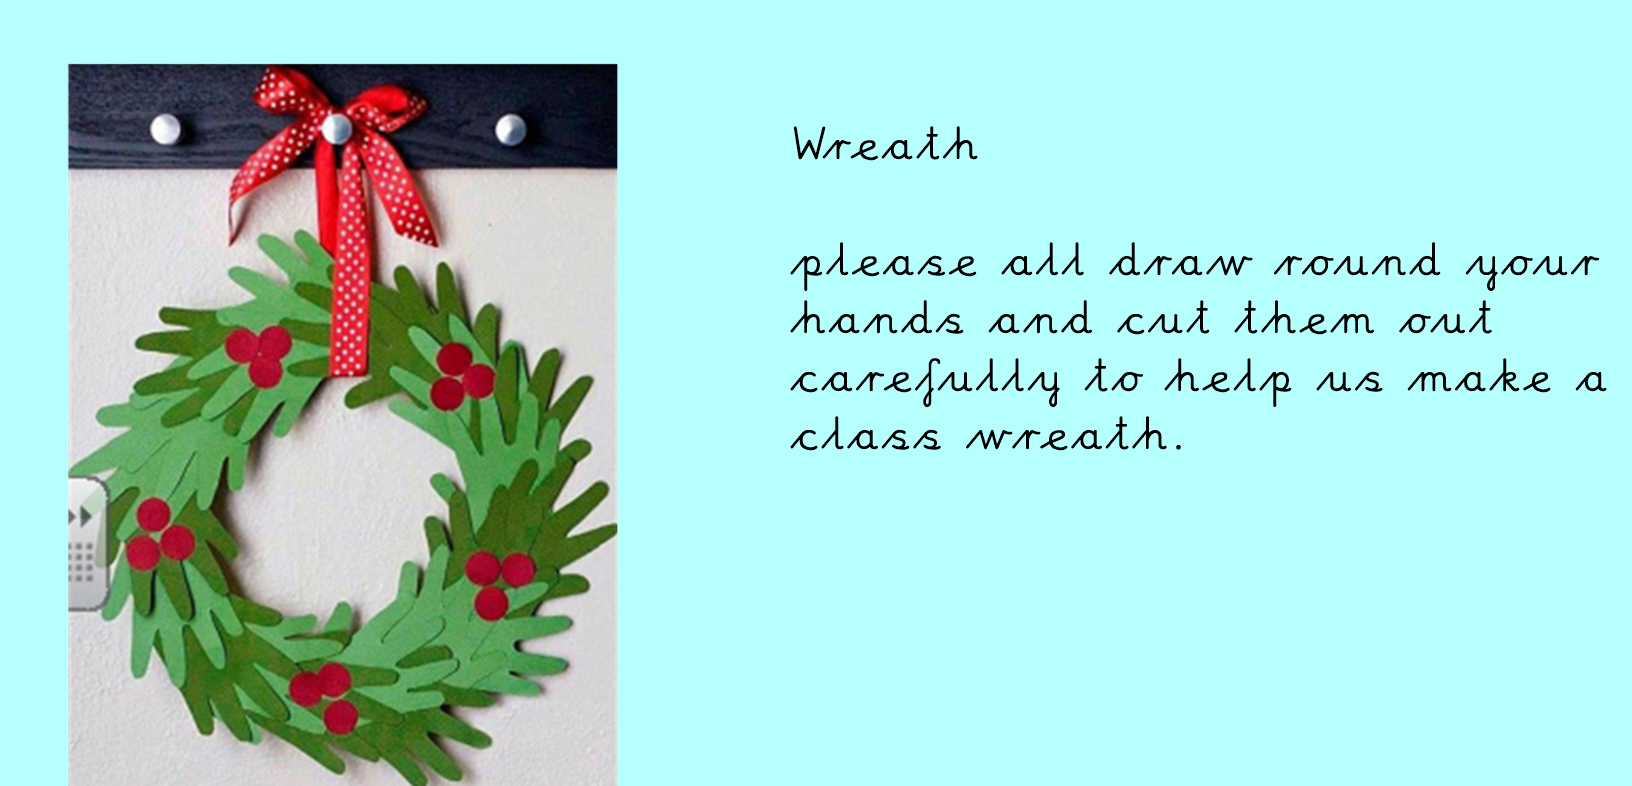 Wreath
please all draw round your
hands and cut them out
carefully to help us make a
class wreath.